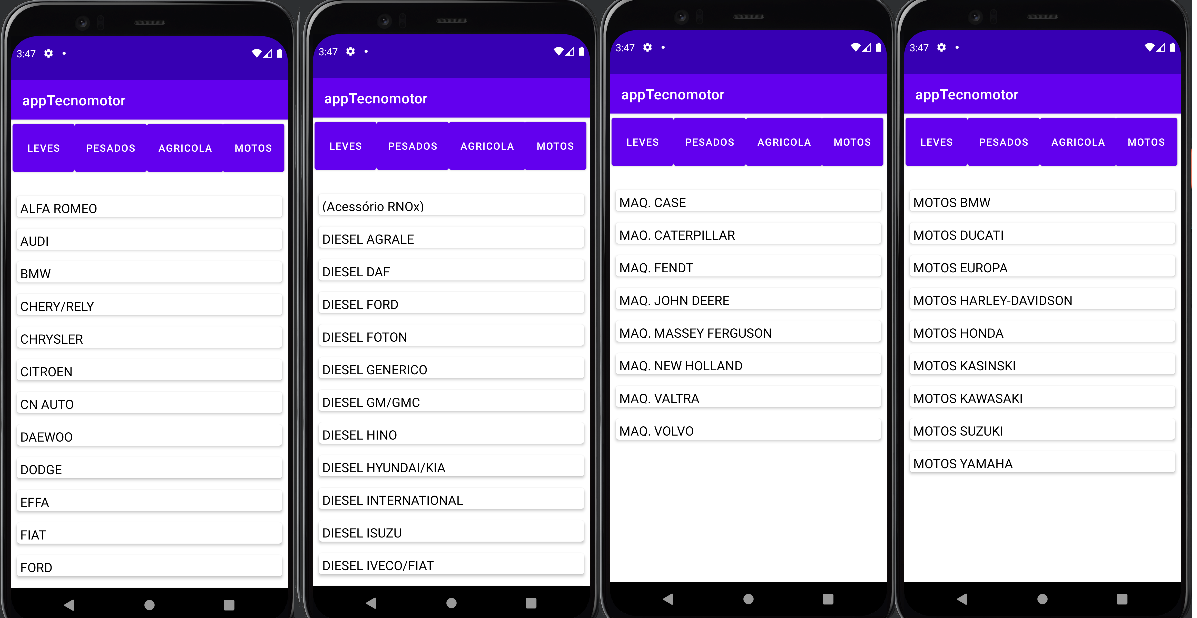 3:47
appTecnomotor
LEVES PESADOS AGRICOLA MOTOS
ALFA ROMEO
AUDI
BMW
CHERY/RELY
CHRYSLER
CITROEN
CN AUTO
DAEWOO
DODGE
EFFA
FIAT
FORD
3:47
appTecnomotor
LEVES PESADOS AGRICOLA MOTOS
(Acessório RNOx)
DIESEL AGRALE
DIESEL DAF
DIESEL FORD
DIESEL FOTON
DIESEL GENERICO
DIESEL GM/GMC
DIESEL HINO
DIESEL HYUNDAI/KIA
DIESEL INTERNATIONAL
DIESEL ISUZU
DIESEL IVECO/FIAT
3:47
appTecnomotor
LEVES PESADOS AGRICOLA MOTOS
MAQ. CASE
MAQ. CATERPILLAR
MAQ. FENDT
MAQ. JOHN DEERE
MAQ. MASSEY FERGUSON
MAQ. NEW HOLLAND
MAQ. VALTRA
MAQ. VOLVO
3:47
appTecnomotor
LEVES PESADOS AGRICOLA MOTOS
MOTOS BMW
MOTOS DUCATI
MOTOS EUROPA
MOTOS HARLEY-DAVIDSON
MOTOS HONDA
MOTOS KASINSKI
MOTOS KAWASAKI
MOTOS SUZUKI
MOTOS YAMAHA